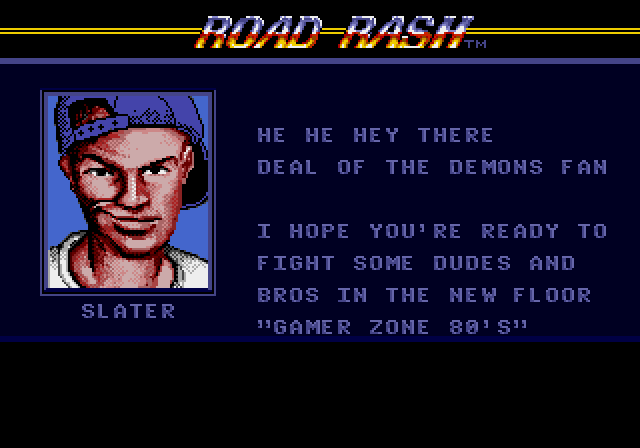 ROAD RASH™
HE HE HEY THERE
DEAL OF THE DEMONS FAN
I HOPE YOU'RE READY TO
FIGHT SOME DUDES AND
BROS IN THE NEW FLOOR
"GAMER ZONE 80'S"
SLATER